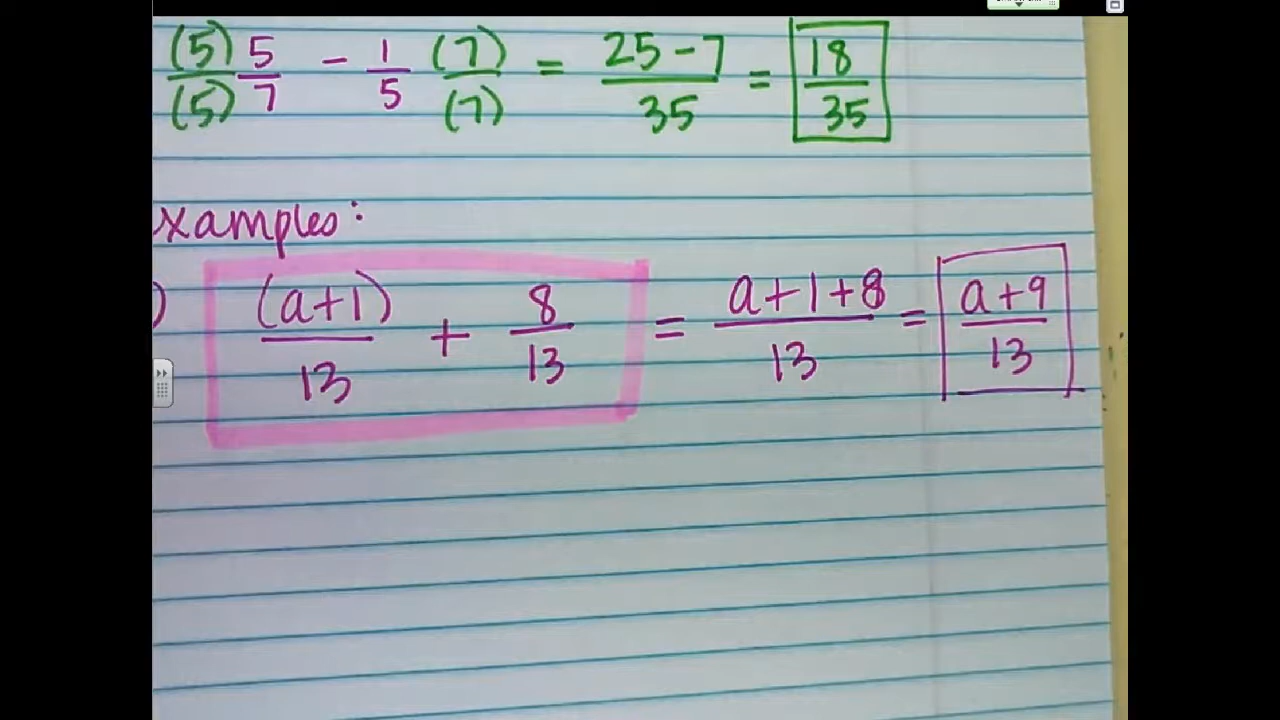 (5)/(5) 5/7 - 1/5 (7)/(7) = 25-7/35 = 18/35
xamples:
) (a+1)/13 + 8/13 = a+1+8/13 = a+9/13